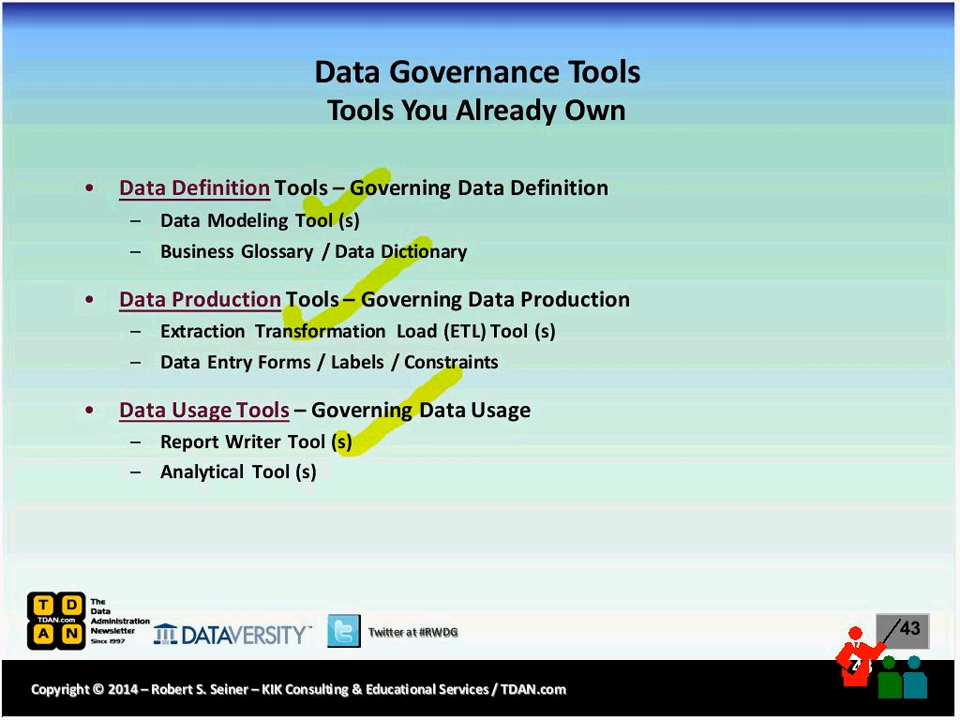 Data Governance Tools
Tools You Already Own
• Data Definition Tools – Governing Data Definition
– Data Modeling Tool (s)
– Business Glossary / Data Dictionary
• Data Production Tools – Governing Data Production
– Extraction Transformation Load (ETL) Tool (s)
– Data Entry Forms / Labels / Constraints
• Data Usage Tools – Governing Data Usage
– Report Writer Tool (s)
– Analytical Tool (s)
T D
TDAN.com
A N
The
Data
Administration
Newsletter
Since 1997
DATAVERSITY™
Twitter at #RWDG
43
Copyright © 2014 – Robert S. Seiner – KIK Consulting & Educational Services / TDAN.com